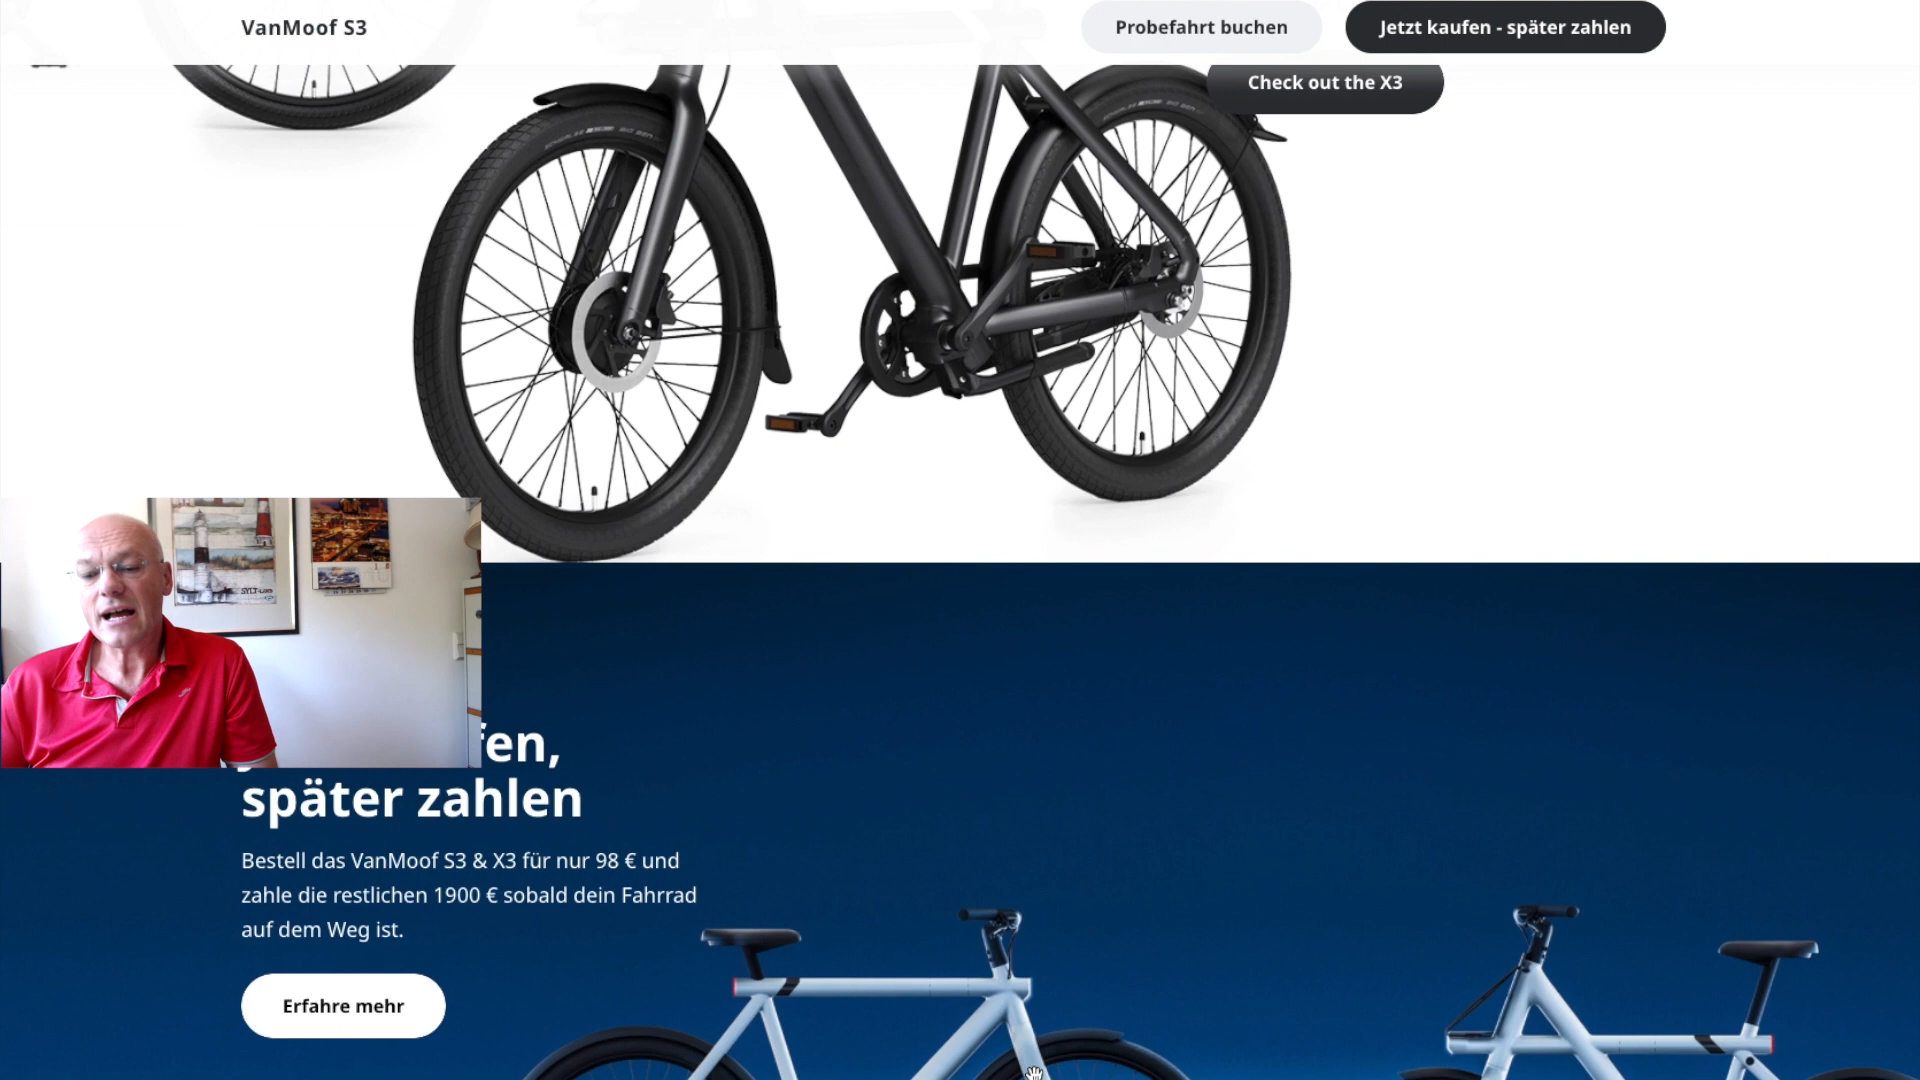 VanMoof S3
Probefahrt buchen
Jetzt kaufen - später zahlen
Check out the X3
SYLT
fen,
später zahlen
Bestell das VanMoof S3 & X3 für nur 98 € und
zahle die restlichen 1900 € sobald dein Fahrrad
auf dem Weg ist.
Erfahre mehr